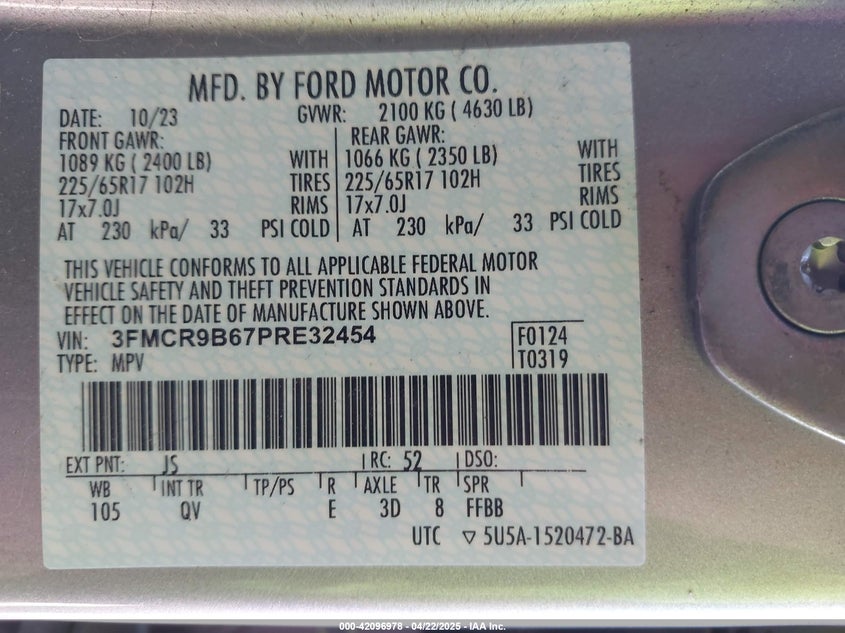 MFD. BY FORD MOTOR CO.
DATE: 10/23 GVWR: 2100 KG ( 4630 LB)
FRONT GAWR: REAR GAWR:
1089 KG ( 2400 LB) WITH 1066 KG ( 2350 LB) WITH
225/65R17 102H TIRES 225/65R17 102H TIRES
17x7.0J RIMS 17x7.0J RIMS
AT 230 kPa/ 33 PSI COLD AT 230 kPa/ 33 PSI COLD
THIS VEHICLE CONFORMS TO ALL APPLICABLE FEDERAL MOTOR
VEHICLE SAFETY AND THEFT PREVENTION STANDARDS IN
EFFECT ON THE DATE OF MANUFACTURE SHOWN ABOVE.
VIN: 3FMCR9B67PRE32454 F0124
TYPE: MPV T0319
EXT PNT: JS RC: 52 DSO:
WB INT TR TP/PS R AXLE TR SPR
105 QV E 3D 8 FFBB
UTC ▽ 5U5A-1520472-BA
000-42096978 - 04/22/2025 - IAA Inc.